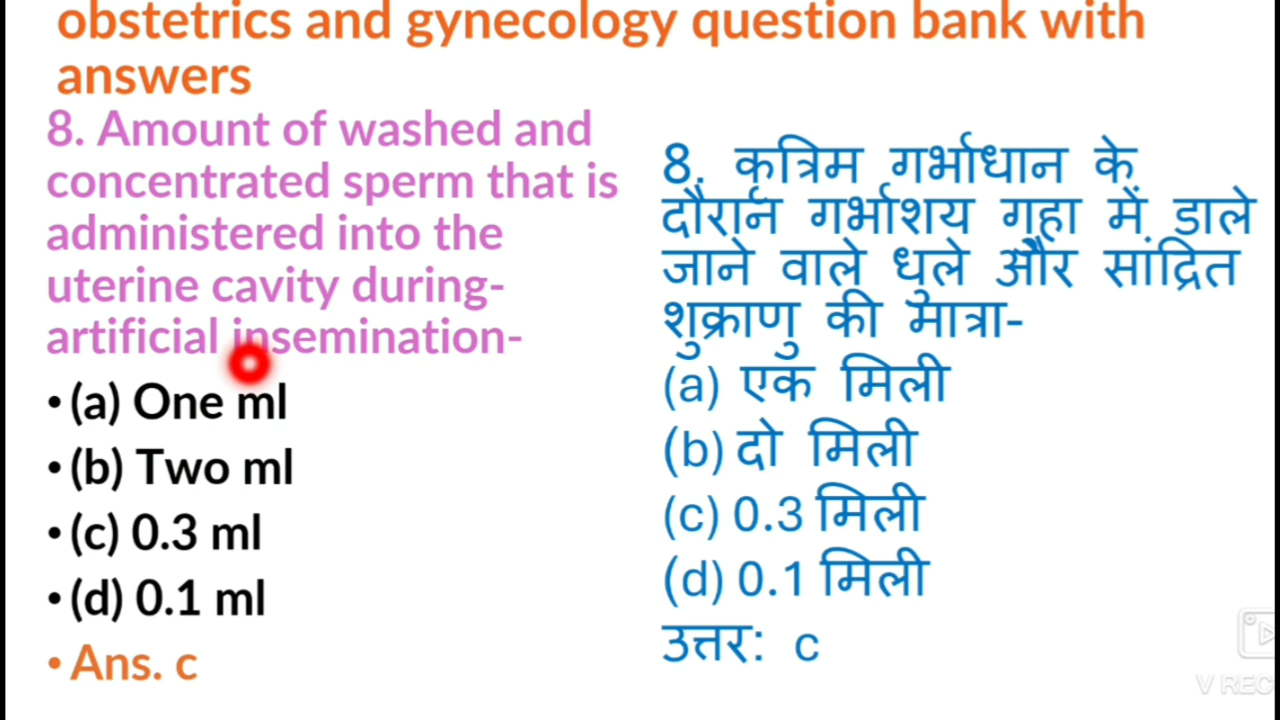 obstetrics and gynecology question bank with
answers
8. Amount of washed and
concentrated sperm that is
administered into the
uterine cavity during-
artificial insemination-
• (a) One ml
• (b) Two ml
• (c) 0.3 ml
• (d) 0.1 ml
• Ans. c
8. कत्रिम गर्भाधान के
दौरान गर्भाशय गुहा में डाले
जाने वाले धुले और सांद्रित
शुक्राणु की मात्रा-
(a) एक मिली
(b) दो मिली
(c) 0.3 मिली
(d) 0.1 मिली
उत्तर: c
V REC